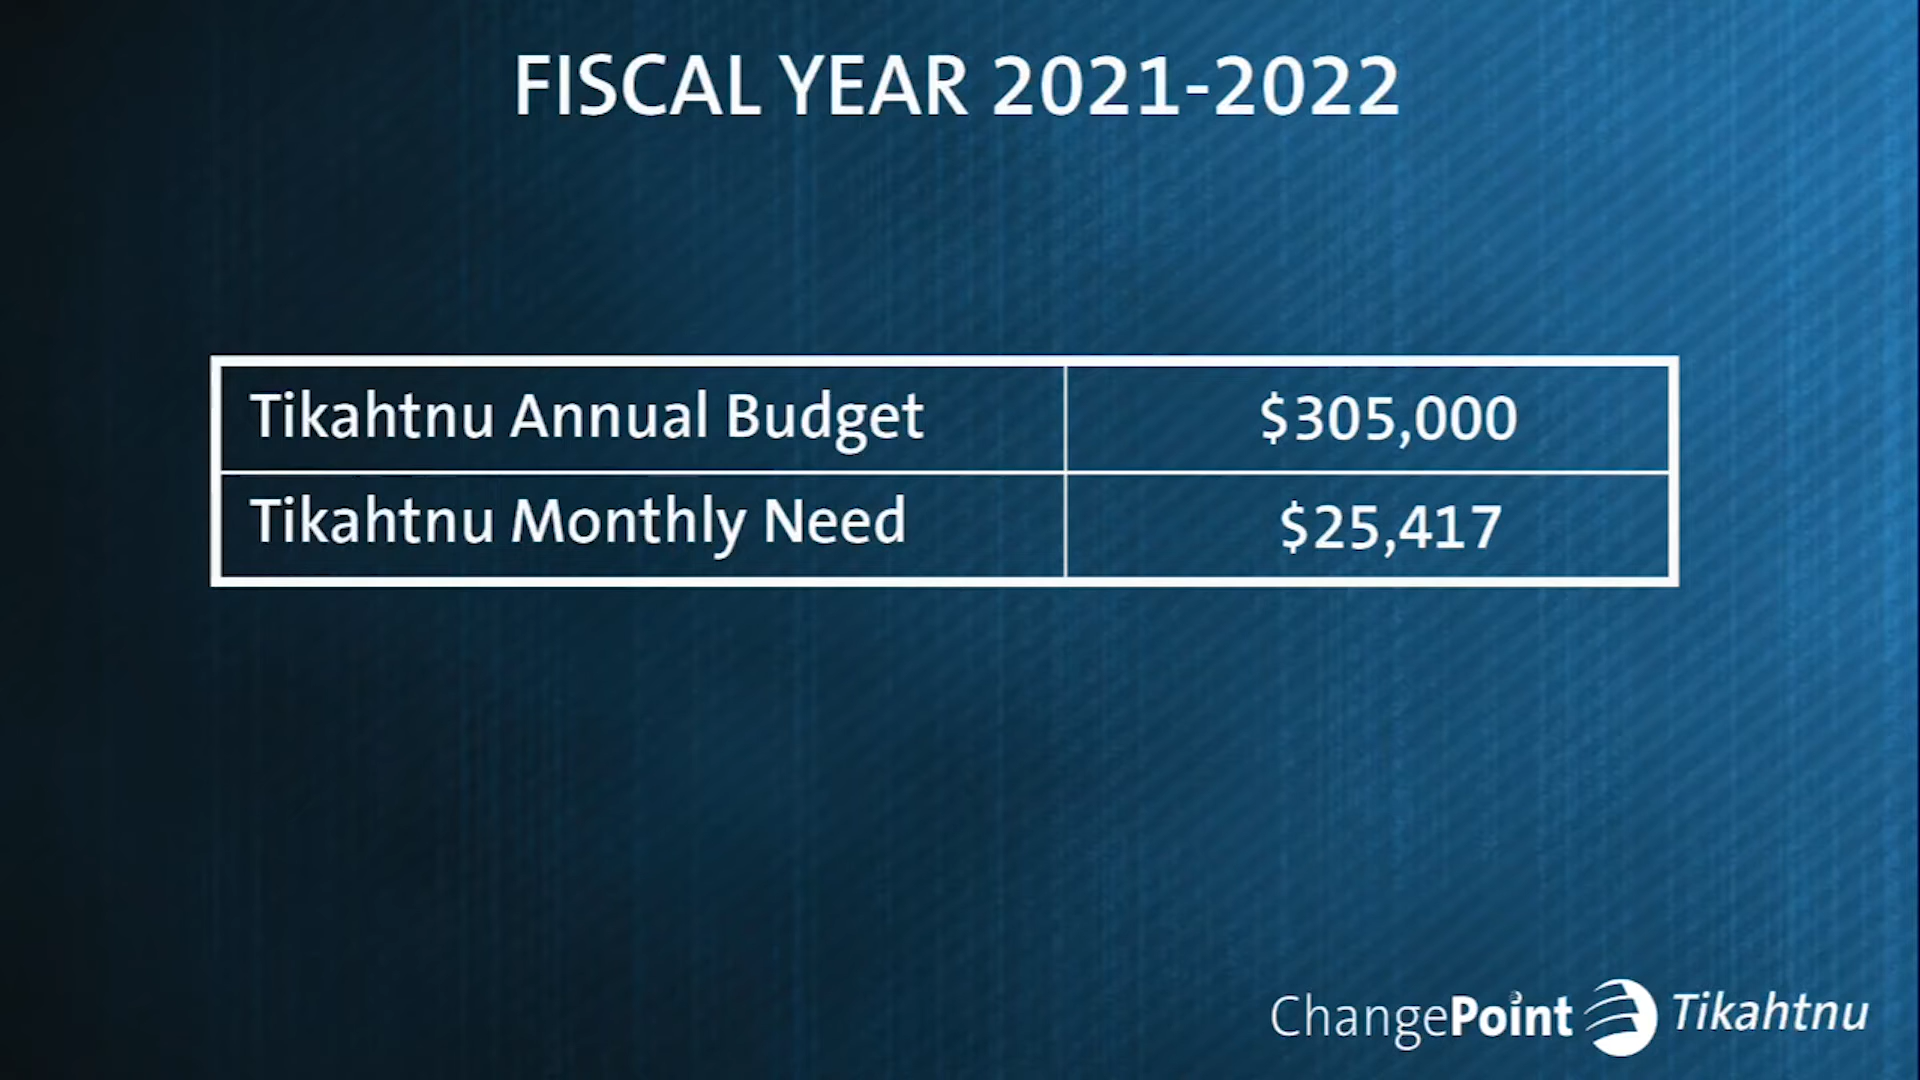 FISCAL YEAR 2021-2022
Tikahtnu Annual Budget $305,000
Tikahtnu Monthly Need $25,417
ChangePoint Tikahtnu